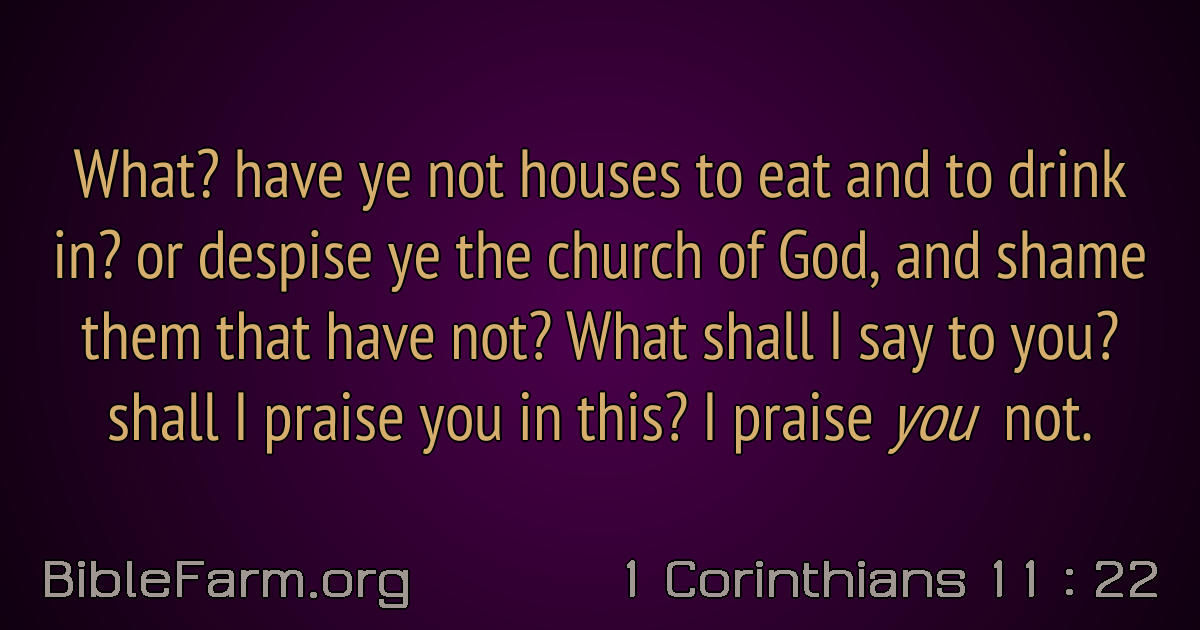 What? have ye not houses to eat and to drink
in? or despise ye the church of God, and shame
them that have not? What shall I say to you?
shall I praise you in this? I praise you not.
BibleFarm.org
1 Corinthians 11 : 22